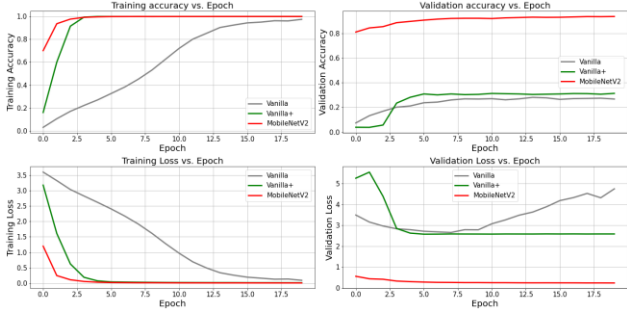 Training accuracy vs. Epoch
Training Accuracy
1.0
0.8
0.6
0.4
0.2
0.0
Vanilla
Vanilla+
MobileNetV2
0.0 2.5 5.0 7.5 10.0 12.5 15.0 17.5
Epoch
Validation accuracy vs. Epoch
Validation Accuracy
0.8
0.6
0.4
0.2
0.0
Vanilla
Vanilla+
MobileNetV2
0.0 2.5 5.0 7.5 10.0 12.5 15.0 17.5
Epoch
Training Loss vs. Epoch
Training Loss
3.5
3.0
2.5
2.0
1.5
1.0
0.5
0.0
Vanilla
Vanilla+
MobileNetV2
0.0 2.5 5.0 7.5 10.0 12.5 15.0 17.5
Epoch
Validation Loss vs. Epoch
Validation Loss
5
4
3
2
1
0
Vanilla
Vanilla+
MobileNetV2
0.0 2.5 5.0 7.5 10.0 12.5 15.0 17.5
Epoch